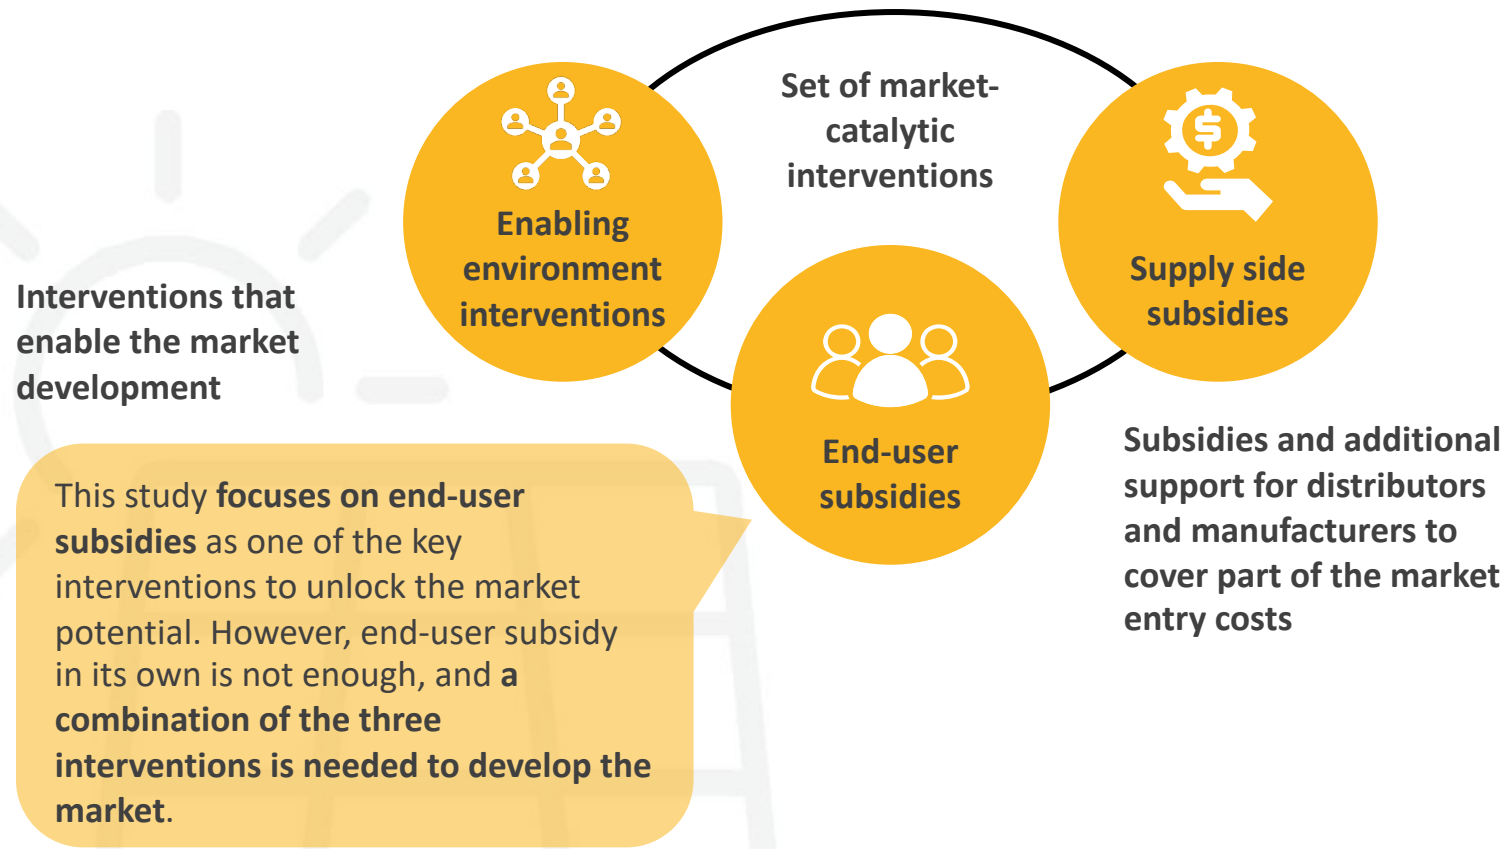 Set of market-
catalytic
interventions
Enabling
environment
interventions
Supply side
subsidies
End-user
subsidies
Interventions that
enable the market
development
Subsidies and additional
support for distributors
and manufacturers to
cover part of the market
entry costs
This study focuses on end-user
subsidies as one of the key
interventions to unlock the market
potential. However, end-user subsidy
in its own is not enough, and a
combination of the three
interventions is needed to develop the
market.